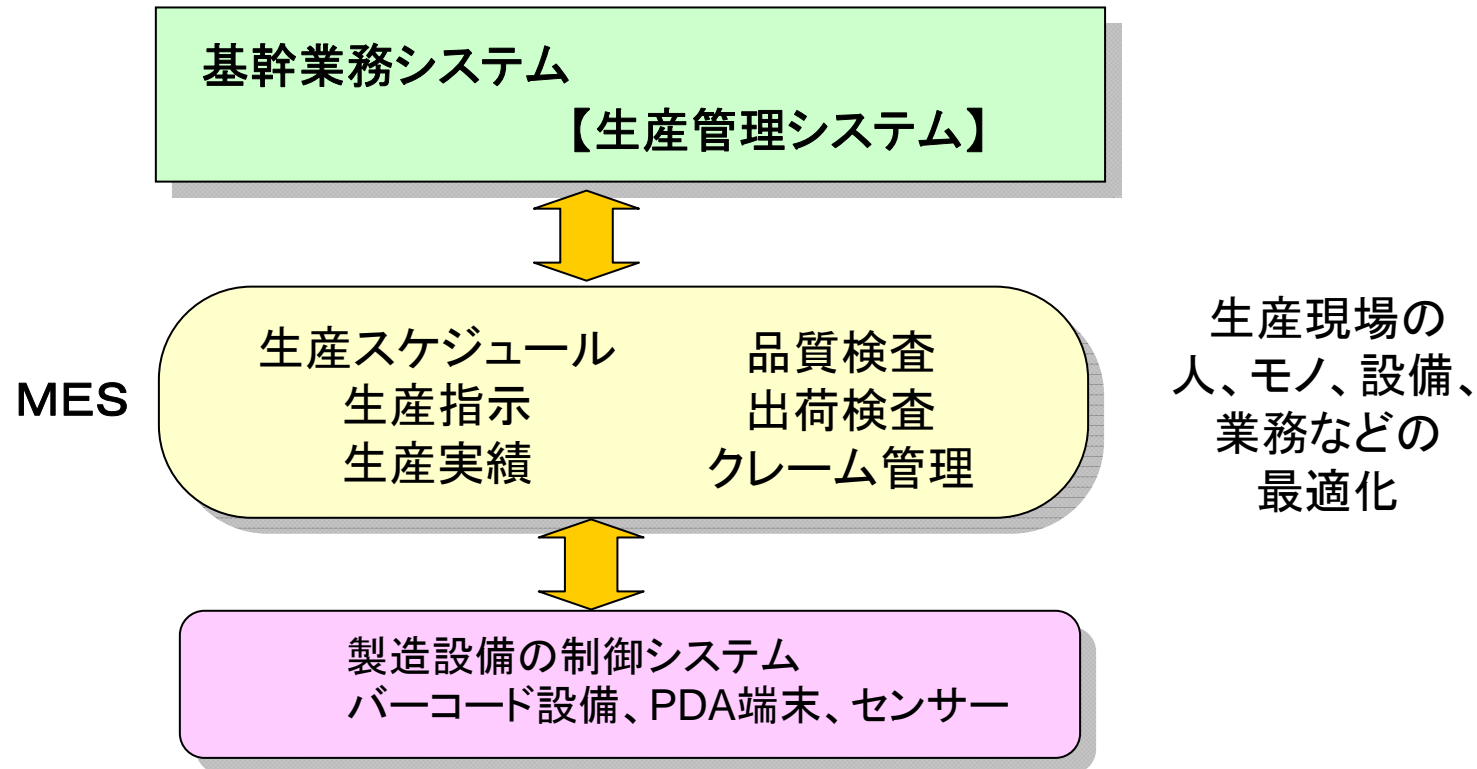 基幹業務システム
【生産管理システム】
MES
生産スケジュール
生産指示
生産実績
品質検査
出荷検査
クレーム管理
生産現場の
人、モノ、設備、
業務などの
最適化
製造設備の制御システム
バーコード設備、PDA端末、センサー